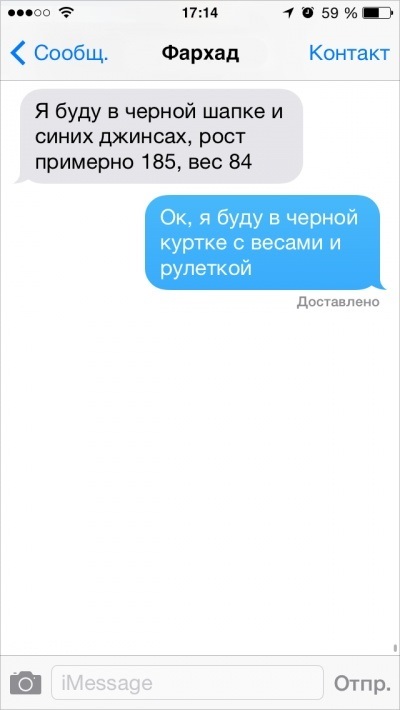 17:14
59 %
Сообщ.
Фархад
Контакт
Я буду в черной шапке и
синих джинсах, рост
примерно 185, вес 84
Ок, я буду в черной
куртке с весами и
рулеткой
Доставлено
iMessage
Отпр.